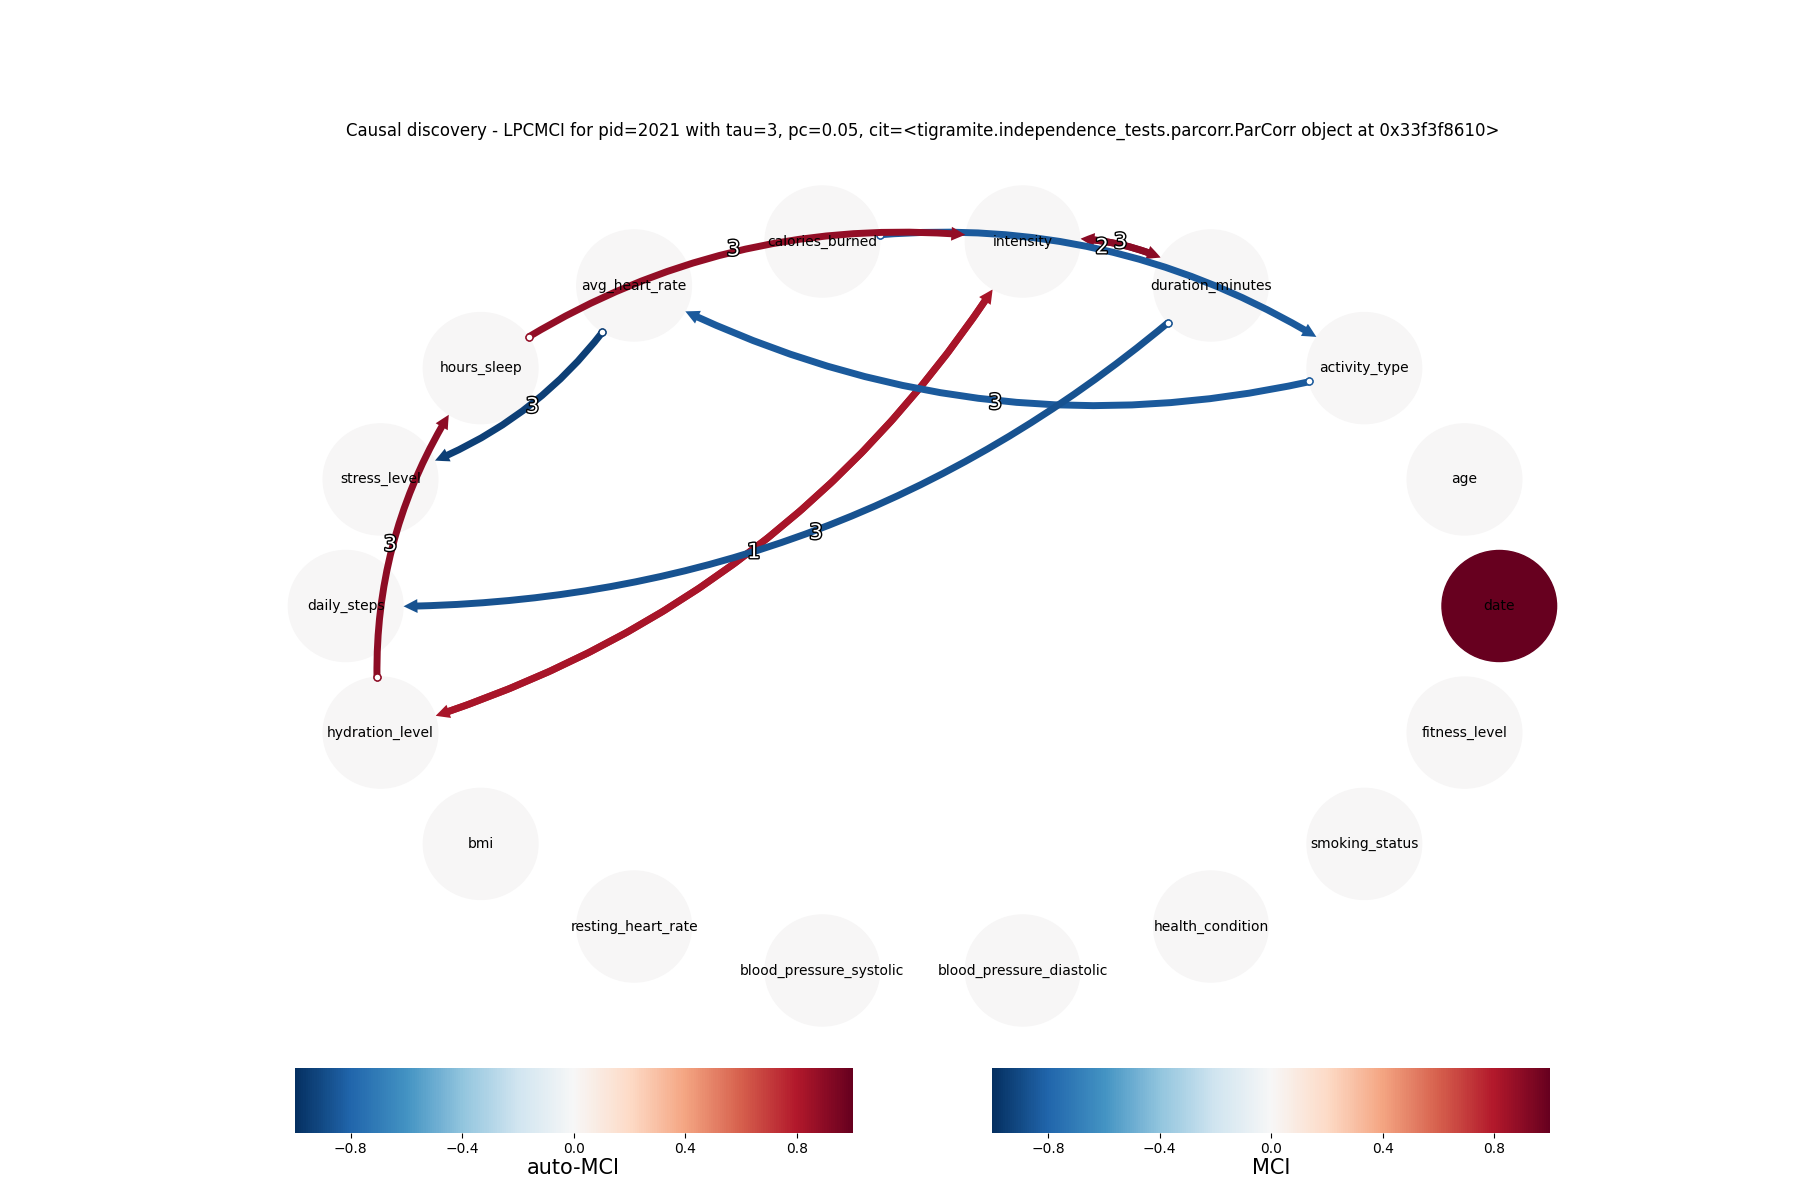 Causal discovery - LPCMCI for pid=2021 with tau=3, pc=0.05, cit=<tigramite.independence_tests.parcorr.ParCorr object at 0x33f3f8610>
calories_burned
intensity
3
2
3
avg_heart_rate
duration_minutes
hours_sleep
activity_type
3
3
stress_level
age
3
1
3
daily_steps
date
hydration_level
fitness_level
bmi
smoking_status
resting_heart_rate
health_condition
blood_pressure_systolic
blood_pressure_diastolic
−0.8 −0.4 0.0 0.4 0.8
auto-MCI
−0.8 −0.4 0.0 0.4 0.8
MCI